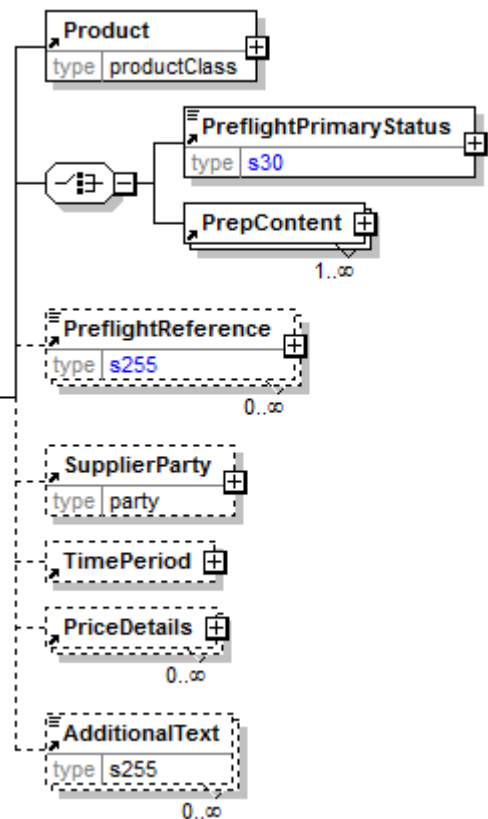 Product
type productClass
PreflightPrimaryStatus
type s30
PrepContent
1..∞
PreflightReference
type s255
0..∞
SupplierParty
type party
TimePeriod
PriceDetails
0..∞
AdditionalText
type s255
0..∞